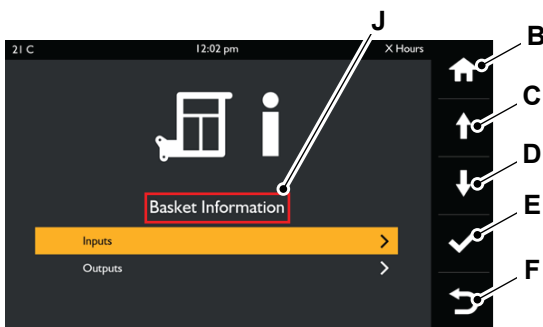 J
21 C 12:02 pm X Hours
B
C
D
Basket Information
E
Inputs
Outputs
F